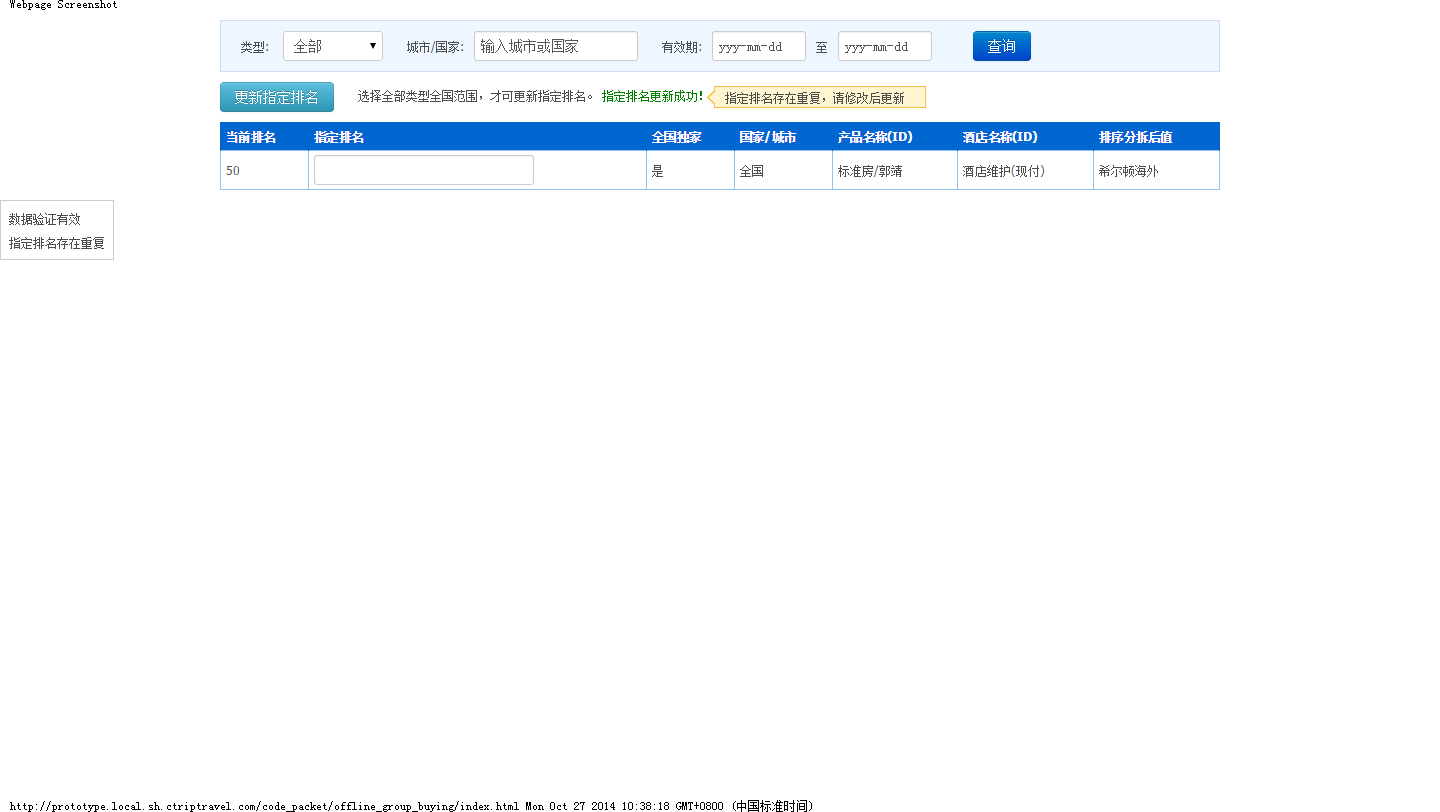 Webpage Screenshot
类型: 全部 城市/国家: 输入城市或国家 有效期: yyy-mm-dd 至 yyy-mm-dd 查询
更新指定排名 选择全部类型全国范围，才可更新指定排名。 指定排名更新成功! 指定排名存在重复，请修改后更新
当前排名 指定排名 全国独家 国家/城市 产品名称(ID) 酒店名称(ID) 排序分拆后值
50 是 全国 标准房/郭靖 酒店维护(现付) 希尔顿海外
数据验证有效
指定排名存在重复
http://prototype.local.sh.ctriptravel.com/code_packet/offline_group_buying/index.html Mon Oct 27 2014 10:38:18 GMT+0800 (中国标准时间)